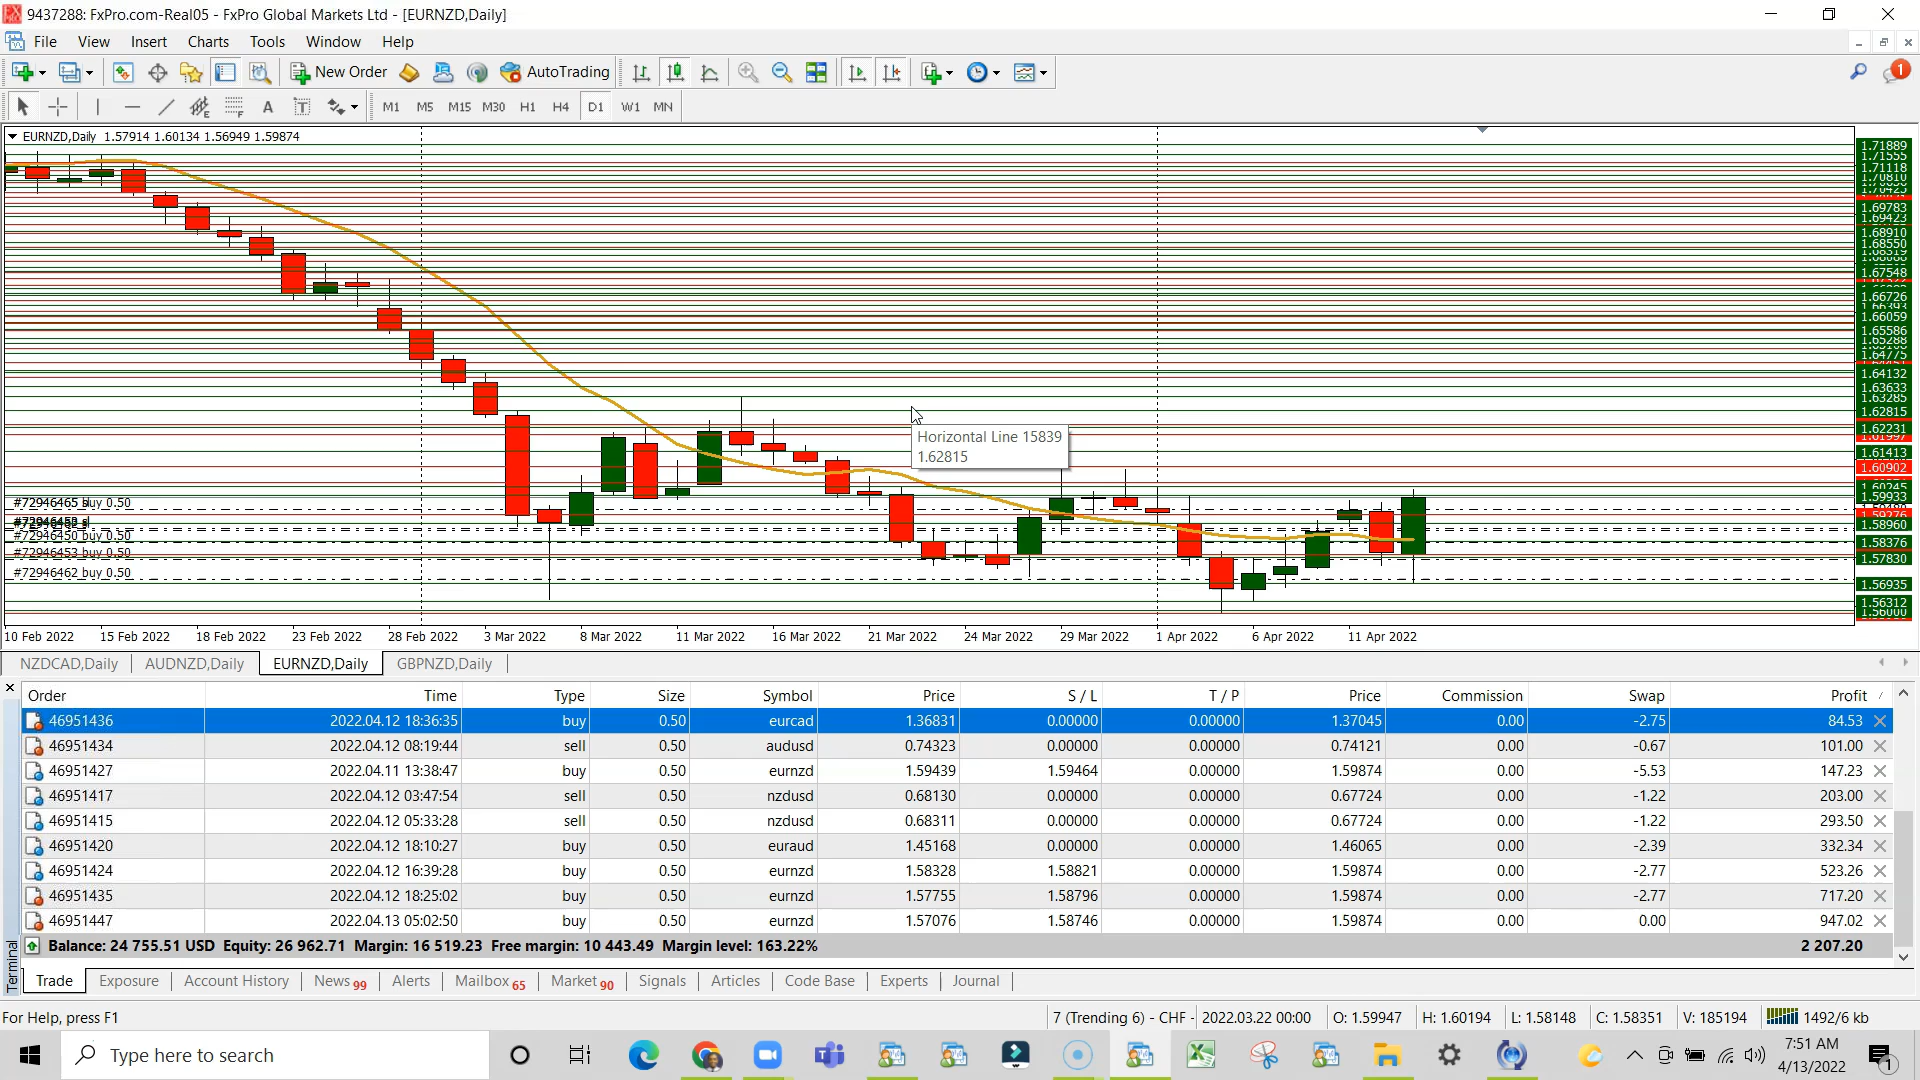 9437288: FxPro.com-Real05 - FxPro Global Markets Ltd - [EURNZD,Daily]
File View Insert Charts Tools Window Help
New Order AutoTrading 1
A T M1 M5 M15 M30 H1 H4 D1 W1 MN
EURNZD,Daily 1.57914 1.60134 1.56949 1.59874
1.71889
1.71555
1.71118
1.70810
1.69783
1.69423
1.68910
1.68550
1.67548
1.66726
1.66059
1.65586
1.64775
1.64132
1.63633
1.63285
1.62815
1.62231
1.61413
1.60902
1.59933
1.58960
1.58376
1.57830
1.56935
1.56312
1.56000
Horizontal Line 15839
1.62815
#72946465 buy 0.50
#72946450 buy 0.50
#72946453 buy 0.50
#72946462 buy 0.50
10 Feb 2022 15 Feb 2022 18 Feb 2022 23 Feb 2022 28 Feb 2022 3 Mar 2022 8 Mar 2022 11 Mar 2022 16 Mar 2022 21 Mar 2022 24 Mar 2022 29 Mar 2022 1 Apr 2022 6 Apr 2022 11 Apr 2022
NZDCAD,Daily AUDNZD,Daily EURNZD,Daily GBPNZD,Daily
Order Time Type Size Symbol Price S / L T / P Price Commission Swap Profit
46951436 2022.04.12 18:36:35 buy 0.50 eurcad 1.36831 0.00000 0.00000 1.37045 0.00 -2.75 84.53
46951434 2022.04.12 08:19:44 sell 0.50 audusd 0.74323 0.00000 0.00000 0.74121 0.00 -0.67 101.00
46951427 2022.04.11 13:38:47 buy 0.50 eurnzd 1.59439 1.59464 0.00000 1.59874 0.00 -5.53 147.23
46951417 2022.04.12 03:47:54 sell 0.50 nzdusd 0.68130 0.00000 0.00000 0.67724 0.00 -1.22 203.00
46951415 2022.04.12 05:33:28 sell 0.50 nzdusd 0.68311 0.00000 0.00000 0.67724 0.00 -1.22 293.50
46951420 2022.04.12 18:10:27 buy 0.50 euraud 1.45168 0.00000 0.00000 1.46065 0.00 -2.39 332.34
46951424 2022.04.12 16:39:28 buy 0.50 eurnzd 1.58328 1.58821 0.00000 1.59874 0.00 -2.77 523.26
46951435 2022.04.12 18:25:02 buy 0.50 eurnzd 1.57755 1.58796 0.00000 1.59874 0.00 -2.77 717.20
46951447 2022.04.13 05:02:50 buy 0.50 eurnzd 1.57076 1.58746 0.00000 1.59874 0.00 0.00 947.02
Balance: 24 755.51 USD Equity: 26 962.71 Margin: 16 519.23 Free margin: 10 443.49 Margin level: 163.22% 2 207.20
Terminal
Trade Exposure Account History News 99 Alerts Mailbox 65 Market 90 Signals Articles Code Base Experts Journal
For Help, press F1 7 (Trending 6) - CHF - 2022.03.22 00:00 O: 1.59947 H: 1.60194 L: 1.58148 C: 1.58351 V: 185194 1492/6 kb
Type here to search
7:51 AM
4/13/2022
1